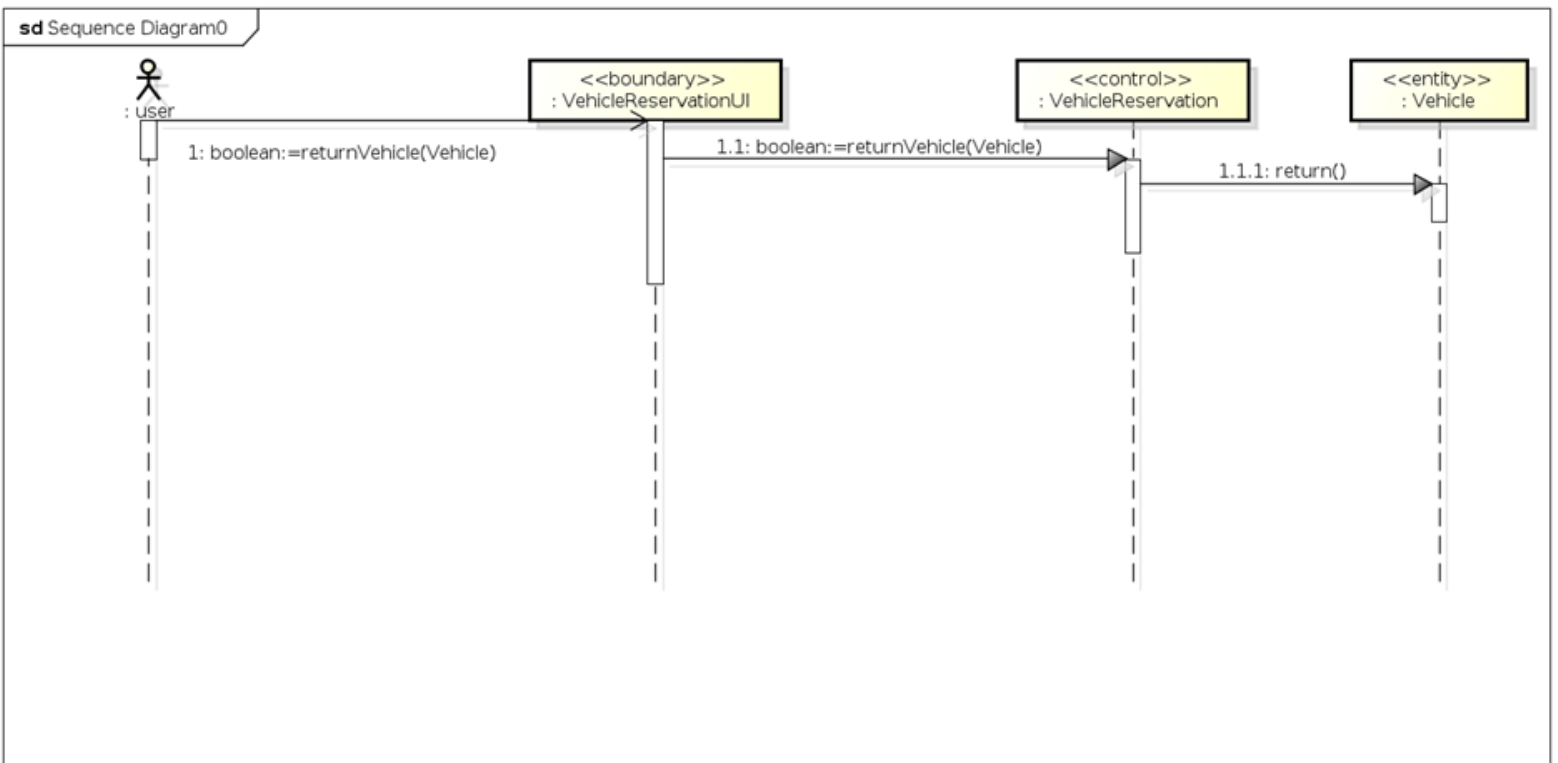 sd Sequence Diagram0
: user
<<boundary>>
: VehicleReservationUI
<<control>>
: VehicleReservation
<<entity>>
: Vehicle
1: boolean:=returnVehicle(Vehicle)
1.1: boolean:=returnVehicle(Vehicle)
1.1.1: return()